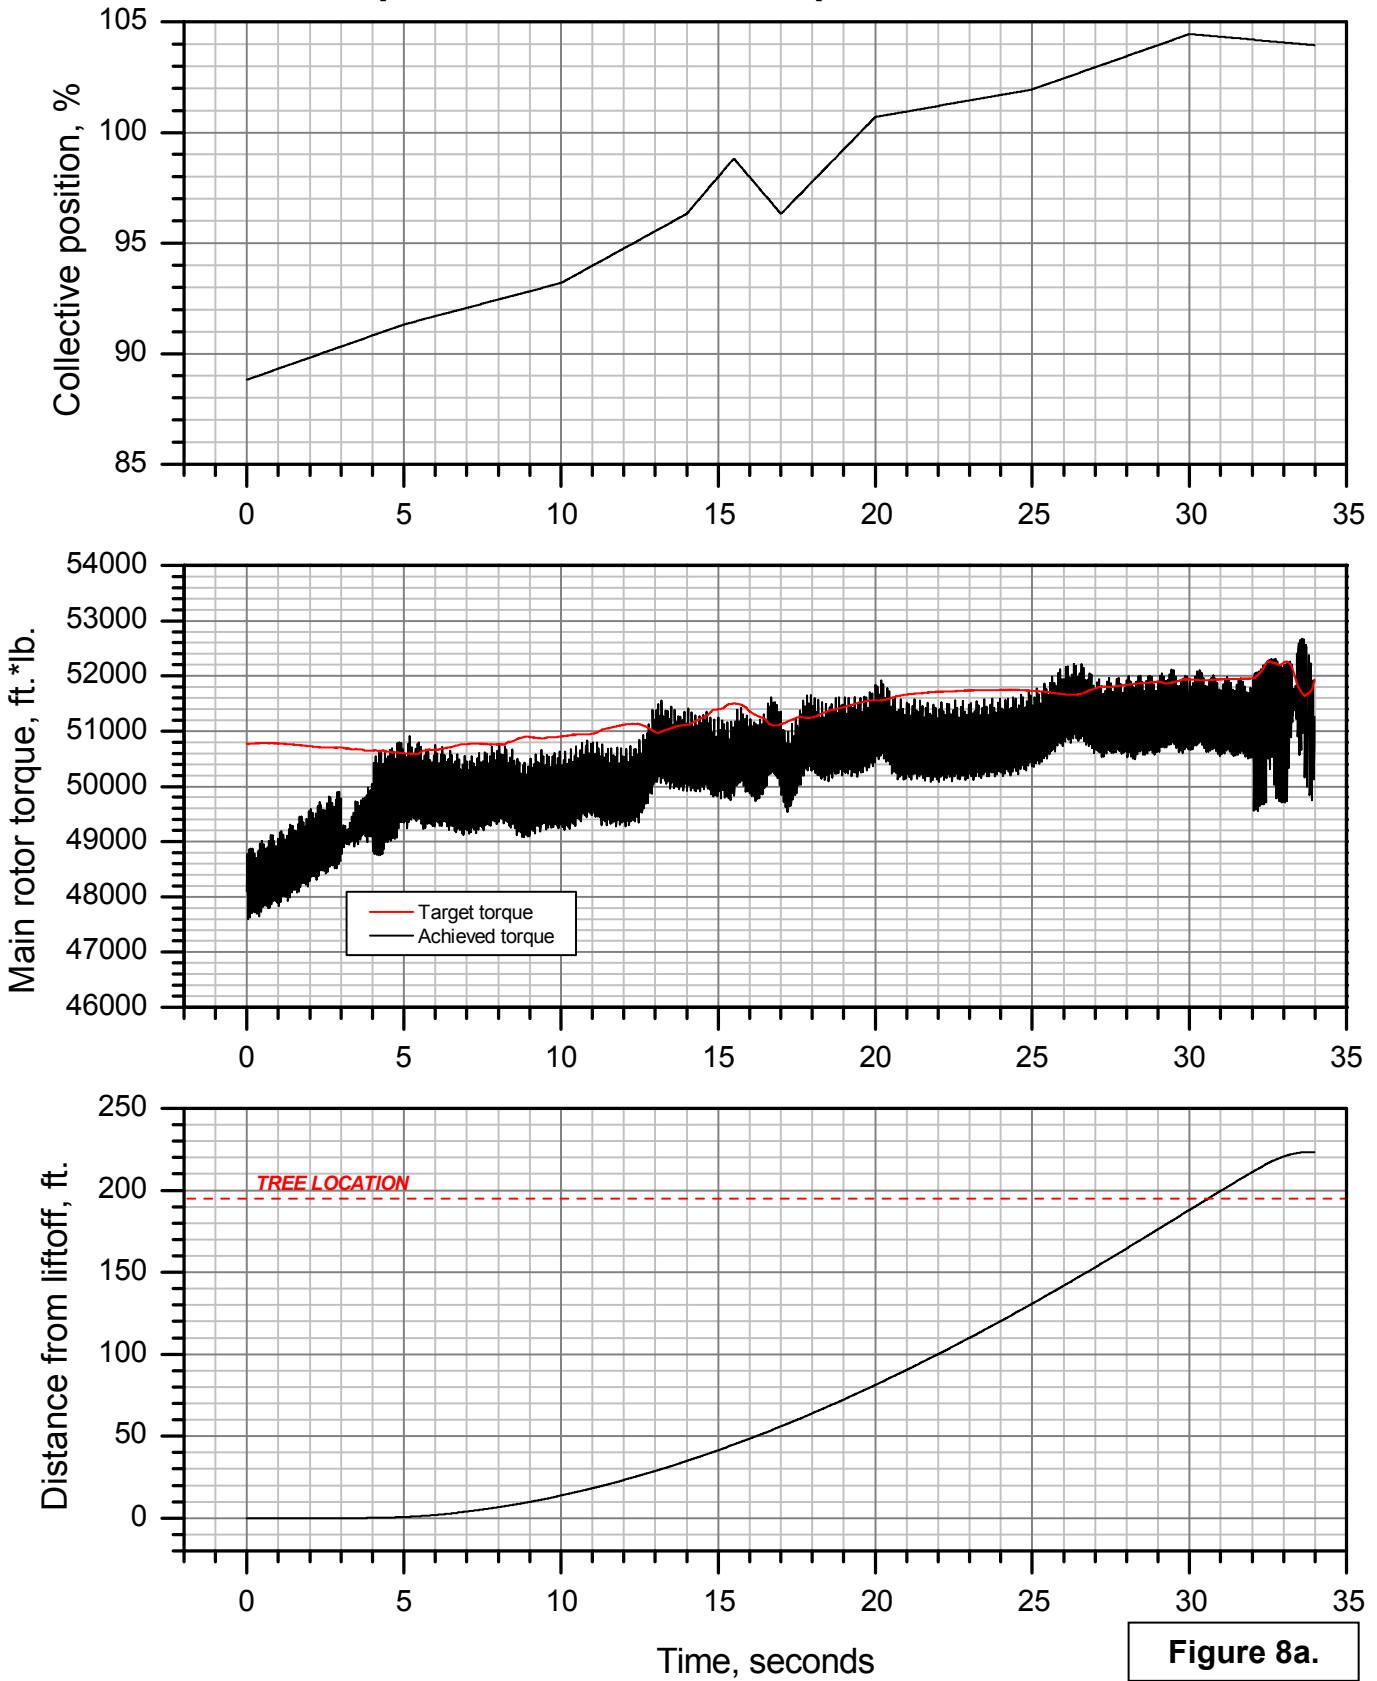 105
100
95
90
85
Collective position, %
0 5 10 15 20 25 30 35
54000
53000
52000
51000
50000
49000
48000
47000
46000
Main rotor torque, ft.*lb.
Target torque
Achieved torque
0 5 10 15 20 25 30 35
250
200
150
100
50
0
Distance from liftoff, ft.
TREE LOCATION
0 5 10 15 20 25 30 35
Time, seconds
Figure 8a.